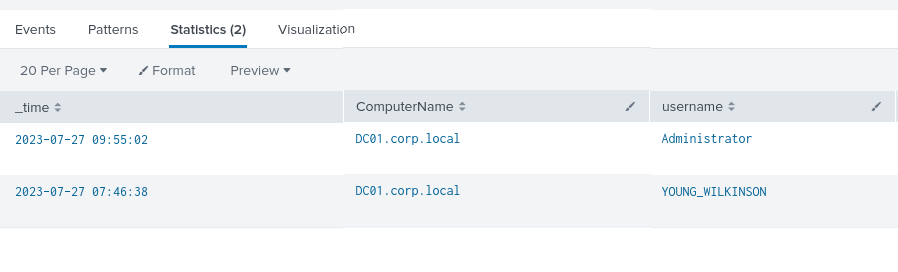 Events Patterns Statistics (2) Visualization
20 Per Page Format Preview
_time ComputerName username
2023-07-27 09:55:02 DC01.corp.local Administrator
2023-07-27 07:46:38 DC01.corp.local YOUNG_WILKINSON